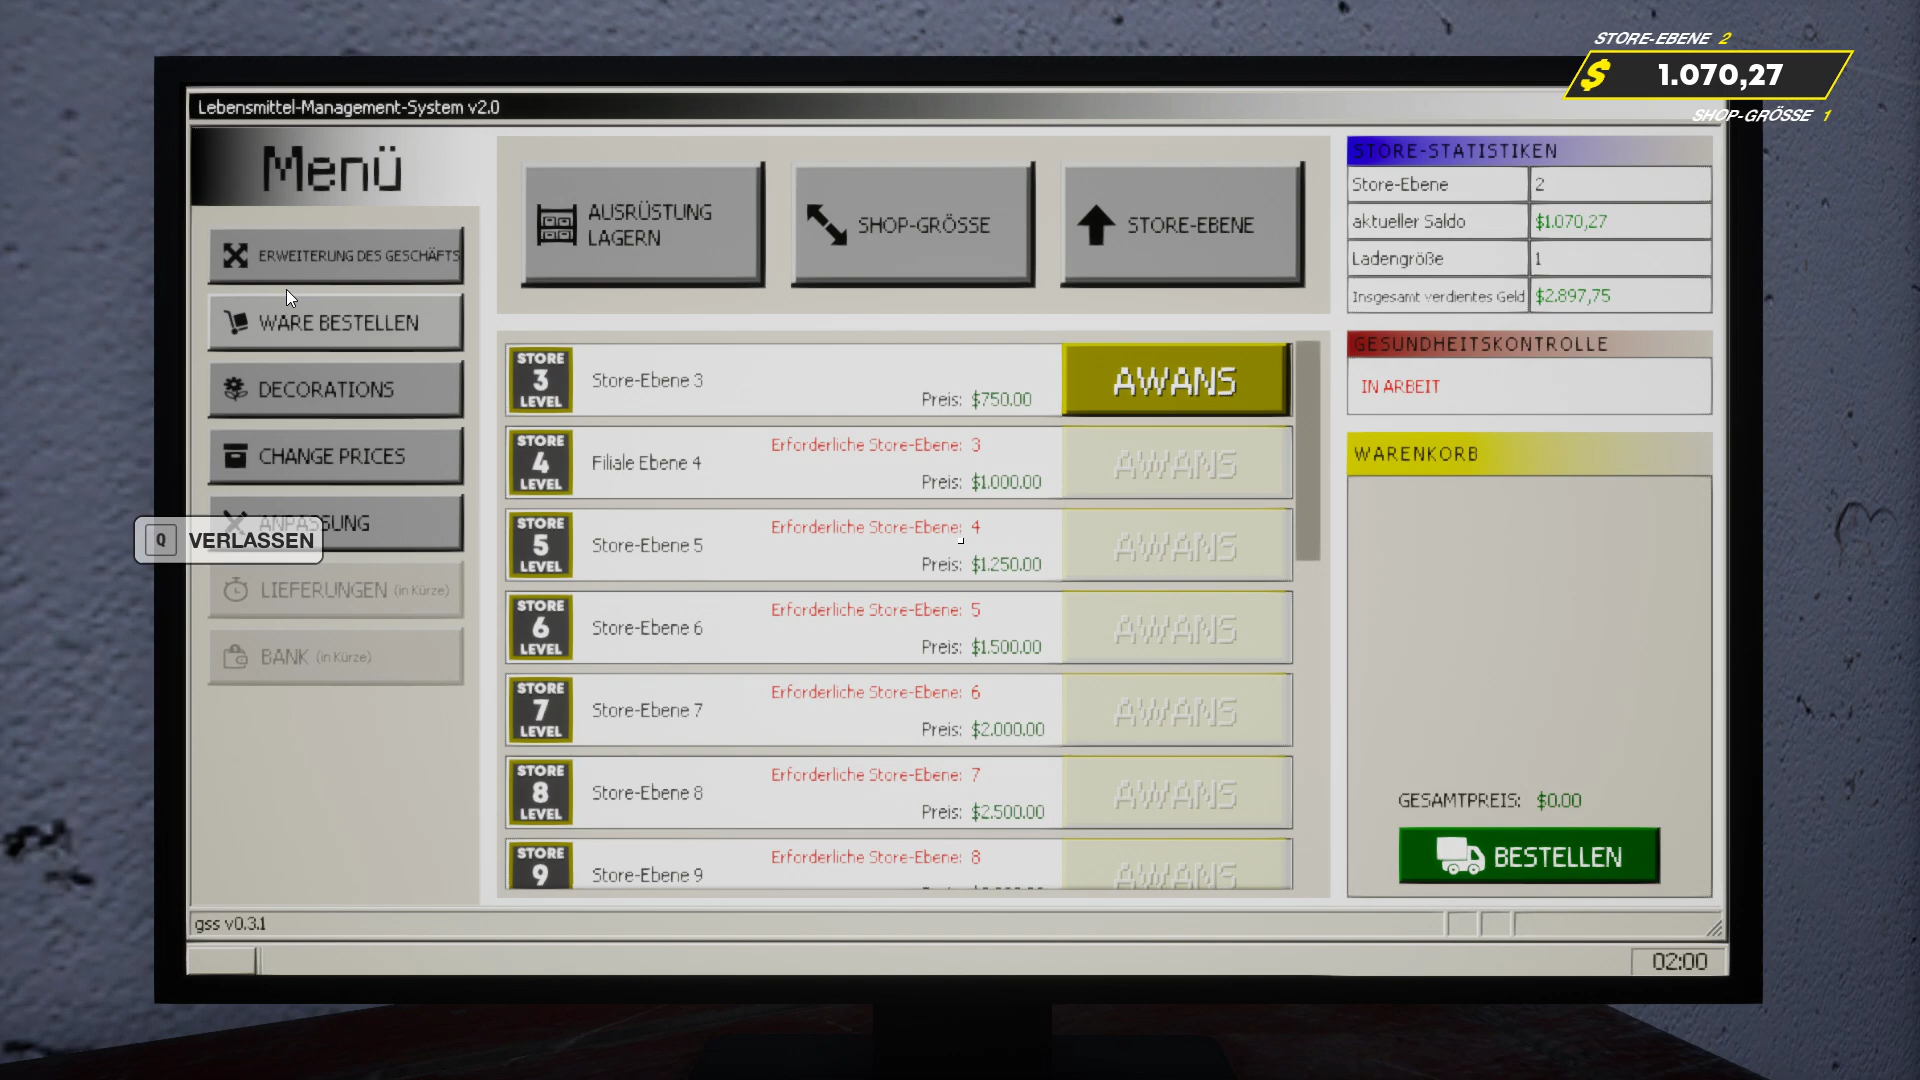 STORE-EBENE 2
$ 1.070,27
SHOP-GRÖSSE 1
Lebensmittel-Management-System v2.0
Menü
ERWEITERUNG DES GESCHÄFTS
WARE BESTELLEN
DECORATIONS
CHANGE PRICES
ANPASSUNG
Q VERLASSEN
LIEFERUNGEN (in Kürze)
BANK (in Kürze)
AUSRÜSTUNG
LAGERN
SHOP-GRÖSSE
STORE-EBENE
STORE 3 LEVEL
Store-Ebene 3
Preis: $750.00
AWANS
STORE 4 LEVEL
Filiale Ebene 4
Erforderliche Store-Ebene: 3
Preis: $1.000.00
AWANS
STORE 5 LEVEL
Store-Ebene 5
Erforderliche Store-Ebene: 4
Preis: $1.250.00
AWANS
STORE 6 LEVEL
Store-Ebene 6
Erforderliche Store-Ebene: 5
Preis: $1.500.00
AWANS
STORE 7 LEVEL
Store-Ebene 7
Erforderliche Store-Ebene: 6
Preis: $2.000.00
AWANS
STORE 8 LEVEL
Store-Ebene 8
Erforderliche Store-Ebene: 7
Preis: $2.500.00
AWANS
STORE 9
Store-Ebene 9
Erforderliche Store-Ebene: 8
AWANS
STORE-STATISTIKEN
Store-Ebene 2
aktueller Saldo $1.070,27
Ladengröße 1
Insgesamt verdientes Geld $2.897,75
GESUNDHEITSKONTROLLE
IN ARBEIT
WARENKORB
GESAMTPREIS: $0.00
BESTELLEN
gss v0.3.1
02:00